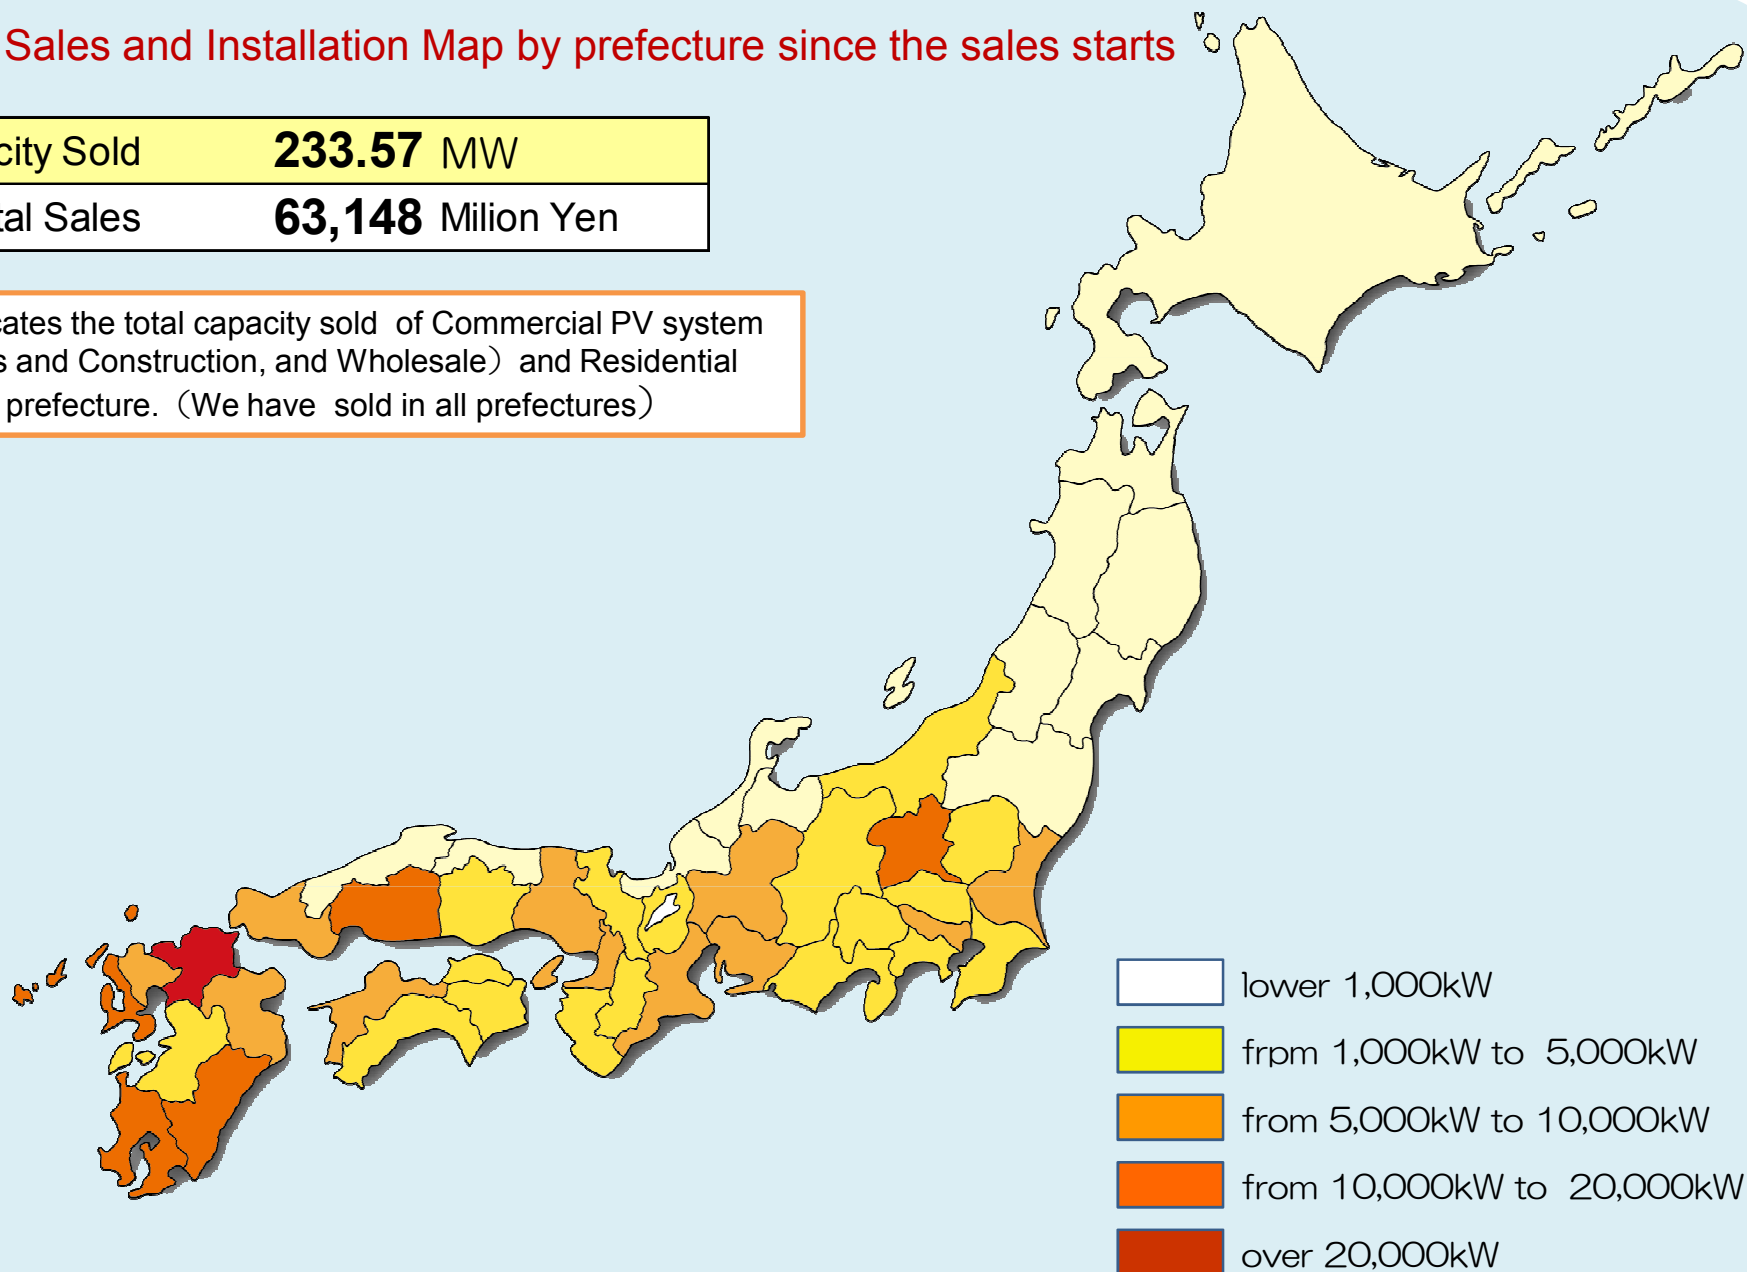 Sales and Installation Map by prefecture since the sales starts
city Sold 233.57 MW
tal Sales 63,148 Milion Yen
cates the total capacity sold of Commercial PV system
s and Construction, and Wholesale） and Residential
prefecture. （We have sold in all prefectures）
lower 1,000kW
frpm 1,000kW to 5,000kW
from 5,000kW to 10,000kW
from 10,000kW to 20,000kW
over 20,000kW